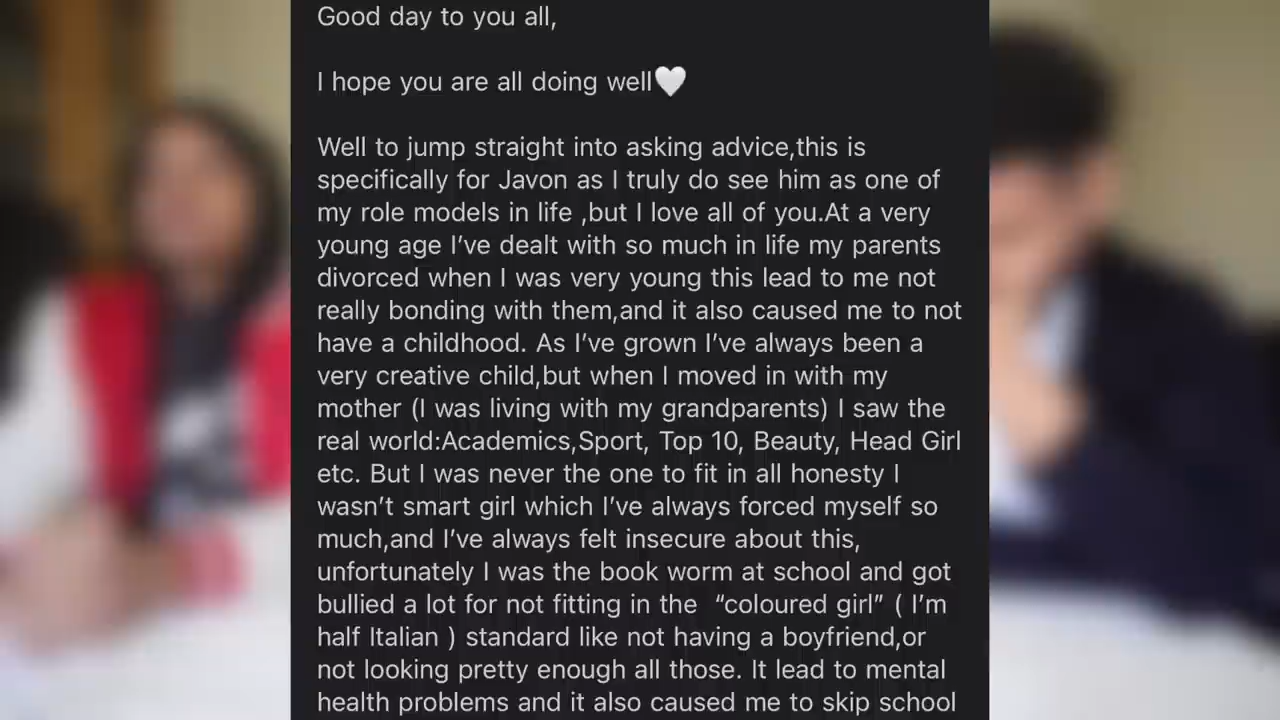 Good day to you all,
I hope you are all doing well🤍
Well to jump straight into asking advice,this is
specifically for Javon as I truly do see him as one of
my role models in life ,but I love all of you.At a very
young age I’ve dealt with so much in life my parents
divorced when I was very young this lead to me not
really bonding with them,and it also caused me to not
have a childhood. As I’ve grown I’ve always been a
very creative child,but when I moved in with my
mother (I was living with my grandparents) I saw the
real world:Academics,Sport, Top 10, Beauty, Head Girl
etc. But I was never the one to fit in all honesty I
wasn’t smart girl which I’ve always forced myself so
much,and I’ve always felt insecure about this,
unfortunately I was the book worm at school and got
bullied a lot for not fitting in the  “coloured girl” ( I’m
half Italian ) standard like not having a boyfriend,or
not looking pretty enough all those. It lead to mental
health problems and it also caused me to skip school